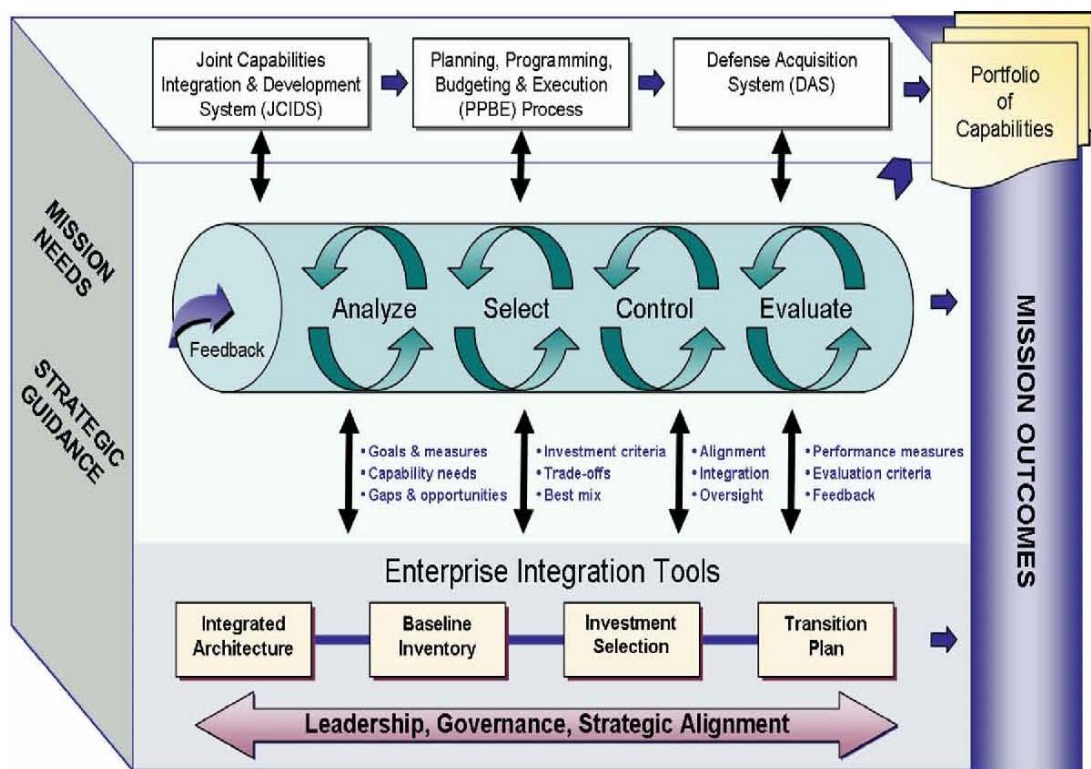 Joint Capabilities
Integration & Development
System (JCIDS)
Planning, Programming,
Budgeting & Execution
(PPBE) Process
Defense Acquisition
System (DAS)
Portfolio
of
Capabilities
MISSION
NEEDS
STRATEGIC
GUIDANCE
Feedback
Analyze
Select
Control
Evaluate
MISSION OUTCOMES
• Goals & measures
• Capability needs
• Gaps & opportunities
• Investment criteria
• Trade-offs
• Best mix
• Alignment
• Integration
• Oversight
• Performance measures
• Evaluation criteria
• Feedback
Enterprise Integration Tools
Integrated
Architecture
Baseline
Inventory
Investment
Selection
Transition
Plan
Leadership, Governance, Strategic Alignment